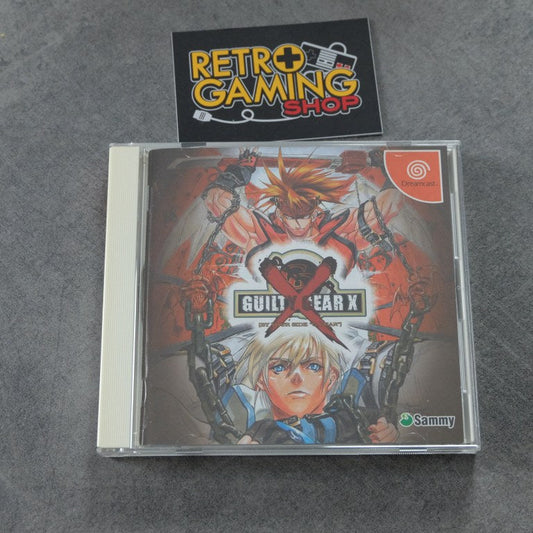 RETRO
GAMING
SHOP
Dreamcast
GUILTY GEAR X
Sammy